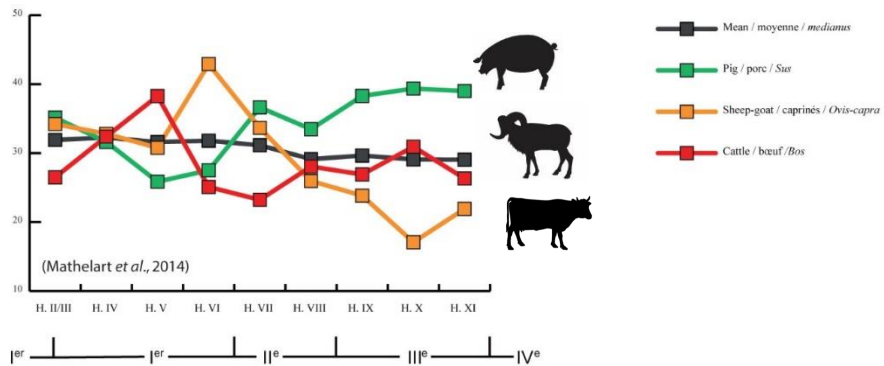 50
40
30
20
10
(Mathelart et al., 2014)
H. II/III H. IV H. V H. VI H. VII H. VIII H. IX H. X H. XI
Iᵉʳ Iᵉʳ IIᵉ IIIᵉ IVᵉ
Mean / moyenne / medianus
Pig / porc / Sus
Sheep-goat / caprinés / Ovis-capra
Cattle / bœuf /Bos